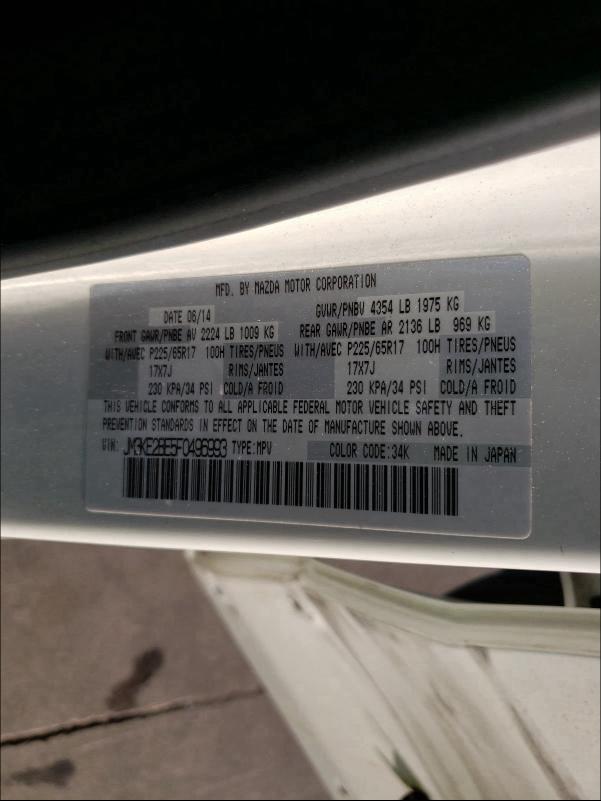 MFD. BY MAZDA MOTOR CORPORATION
DATE 06/14 GVWR/PNBV 4354 LB 1975 KG
FRONT GAWR/PNBE AV 2224 LB 1009 KG REAR GAWR/PNBE AR 2136 LB 969 KG
WITH/AVEC P225/65R17 100H TIRES/PNEUS WITH/AVEC P225/65R17 100H TIRES/PNEUS
17X7J RIMS/JANTES 17X7J RIMS/JANTES
230 KPA/34 PSI COLD/A FROID 230 KPA/34 PSI COLD/A FROID
THIS VEHICLE CONFORMS TO ALL APPLICABLE FEDERAL MOTOR VEHICLE SAFETY AND THEFT
PREVENTION STANDARDS IN EFFECT ON THE DATE OF MANUFACTURE SHOWN ABOVE.
VIN: JM3KE2BE5F0496993 TYPE:MPV COLOR CODE:34K MADE IN JAPAN